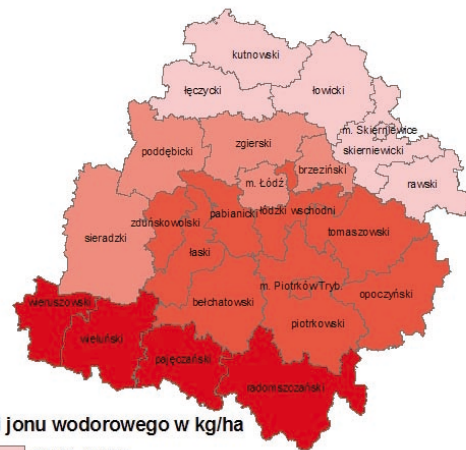 kutnowski
łęczycki
łowicki
m. Skierniewice
skierniewicki
rawski
zgierski
poddębicki
brzeziński
m. Łódź
sieradzki
zduńskowolski
pabianicki
łódzki wschodni
tomaszowski
łaski
m. Piotrków Tryb.
opoczyński
bełchatowski
piotrkowski
wieruszowski
wieluński
pajęczański
radomszczański
i jonu wodorowego w kg/ha